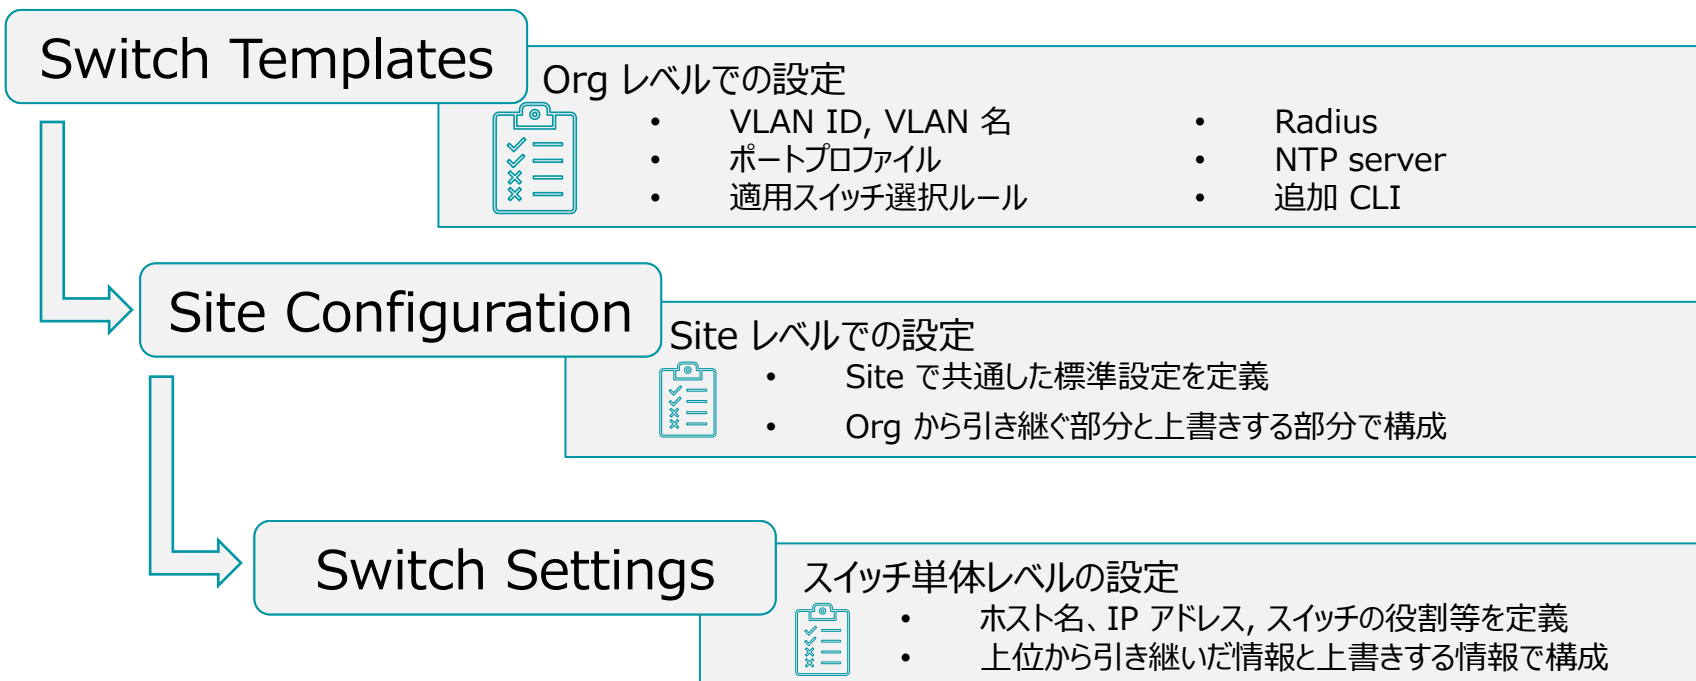 Switch Templates
Org レベルでの設定
• VLAN ID, VLAN 名
• ポートプロファイル
• 適用スイッチ選択ルール
• Radius
• NTP server
• 追加 CLI
Site Configuration
Site レベルでの設定
• Site で共通した標準設定を定義
• Org から引き継ぐ部分と上書きする部分で構成
Switch Settings
スイッチ単体レベルの設定
• ホスト名、IP アドレス, スイッチの役割等を定義
• 上位から引き継いだ情報と上書きする情報で構成